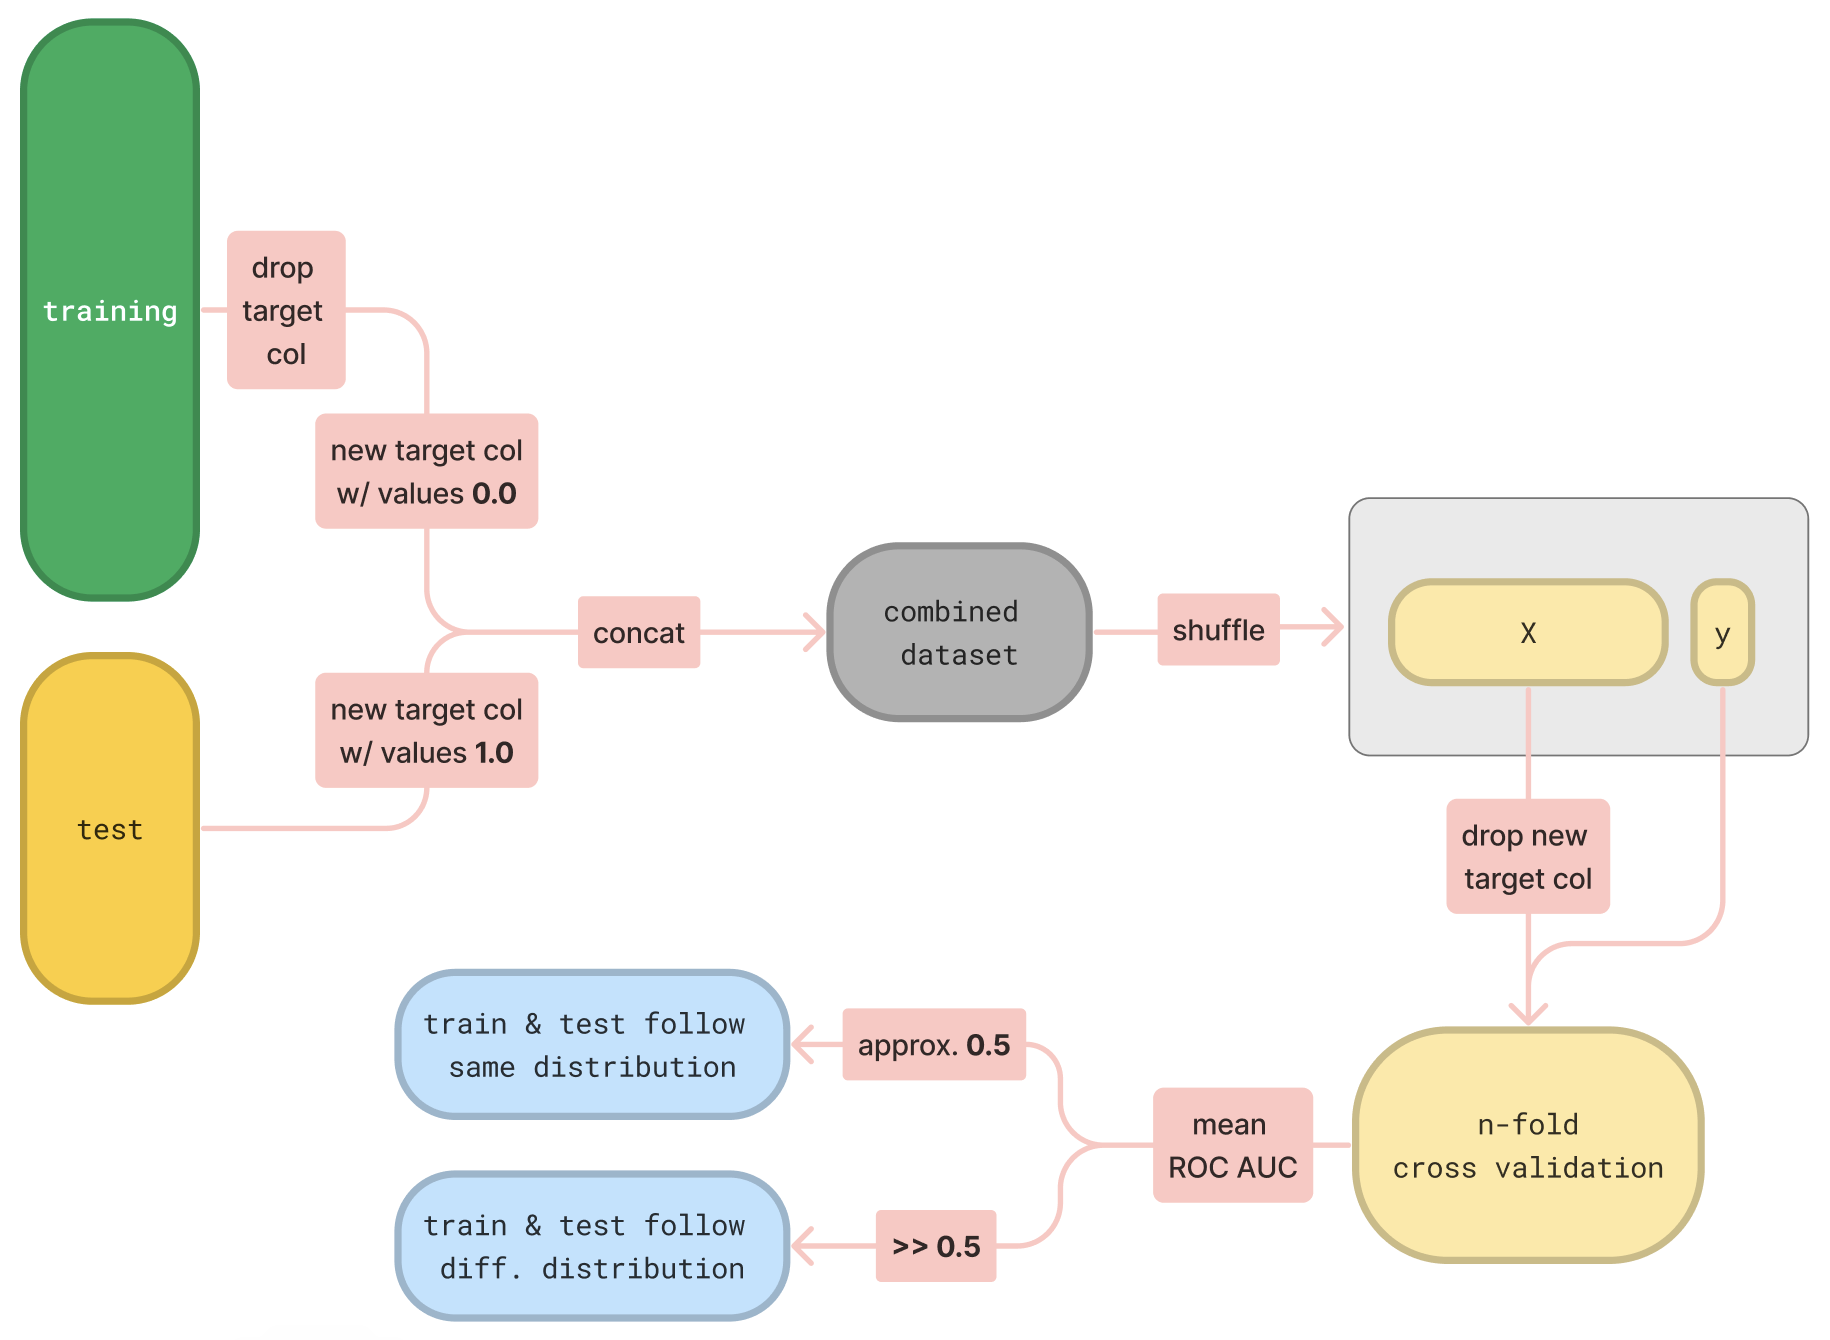 training
drop
target
col
new target col
w/ values 0.0
test
new target col
w/ values 1.0
concat
combined
dataset
shuffle
X
y
drop new
target col
n-fold
cross validation
mean
ROC AUC
approx. 0.5
train & test follow
same distribution
>> 0.5
train & test follow
diff. distribution